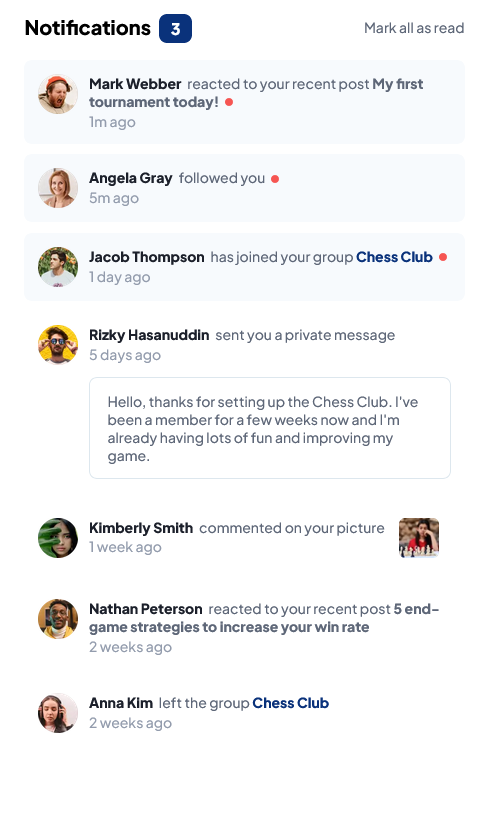 Notifications 3 Mark all as read
Mark Webber reacted to your recent post My first
tournament today!
1m ago
Angela Gray followed you
5m ago
Jacob Thompson has joined your group Chess Club
1 day ago
Rizky Hasanuddin sent you a private message
5 days ago
Hello, thanks for setting up the Chess Club. I've
been a member for a few weeks now and I'm
already having lots of fun and improving my
game.
Kimberly Smith commented on your picture
1 week ago
Nathan Peterson reacted to your recent post 5 end-
game strategies to increase your win rate
2 weeks ago
Anna Kim left the group Chess Club
2 weeks ago